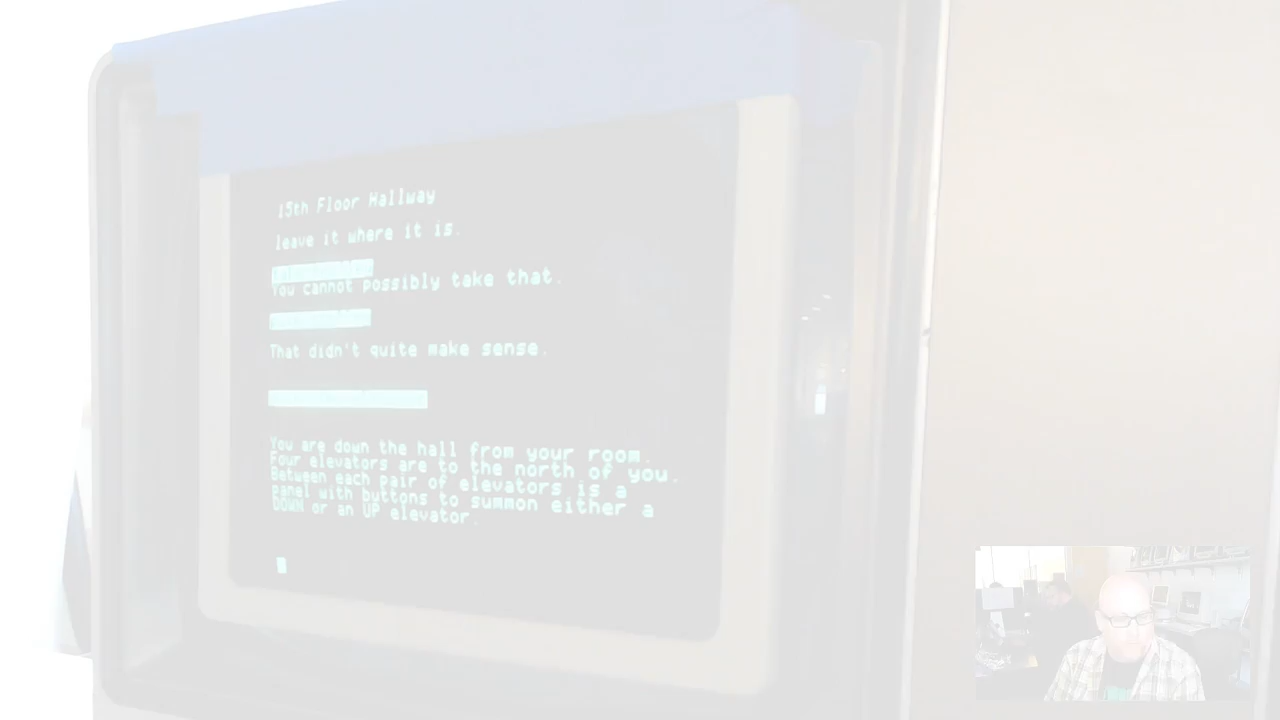 15th Floor Hallway
leave it where it is.
You cannot possibly take that.
That didn't quite make sense.
You are down the hall from your room.
Four elevators are to the north of you.
Between each pair of elevators is a
panel with buttons to summon either a
DOWN or an UP elevator.